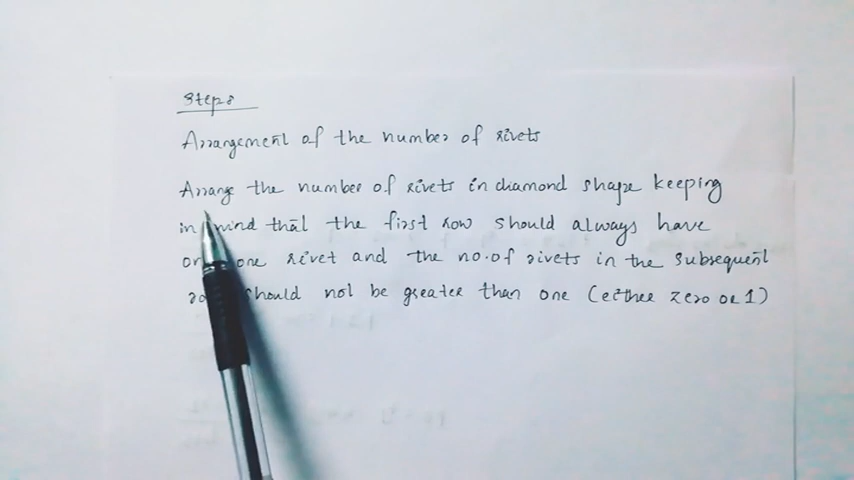 Steps
Arrangement of the number of rivets
Arrange the number of rivets in diamond shape keeping
in mind that the first row should always have
one rivet and the no. of rivets in the subsequent
should not be greater than one (either zero or 1)